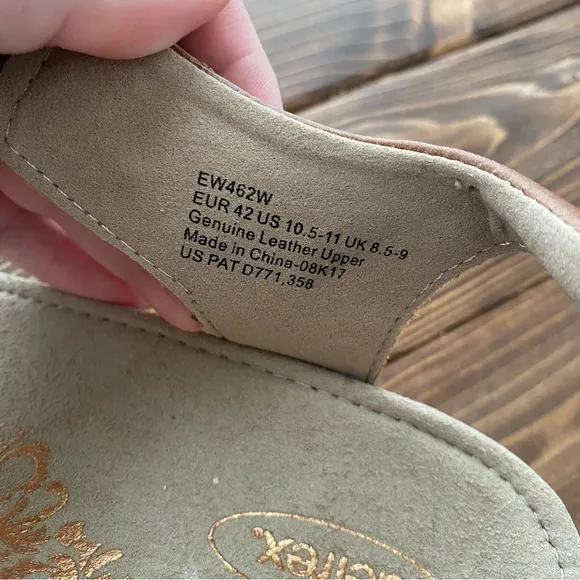 EW462W
EUR 42 US 10.5-11 UK 8.5-9
Genuine Leather Upper
Made in China-08K17
US PAT D771,358